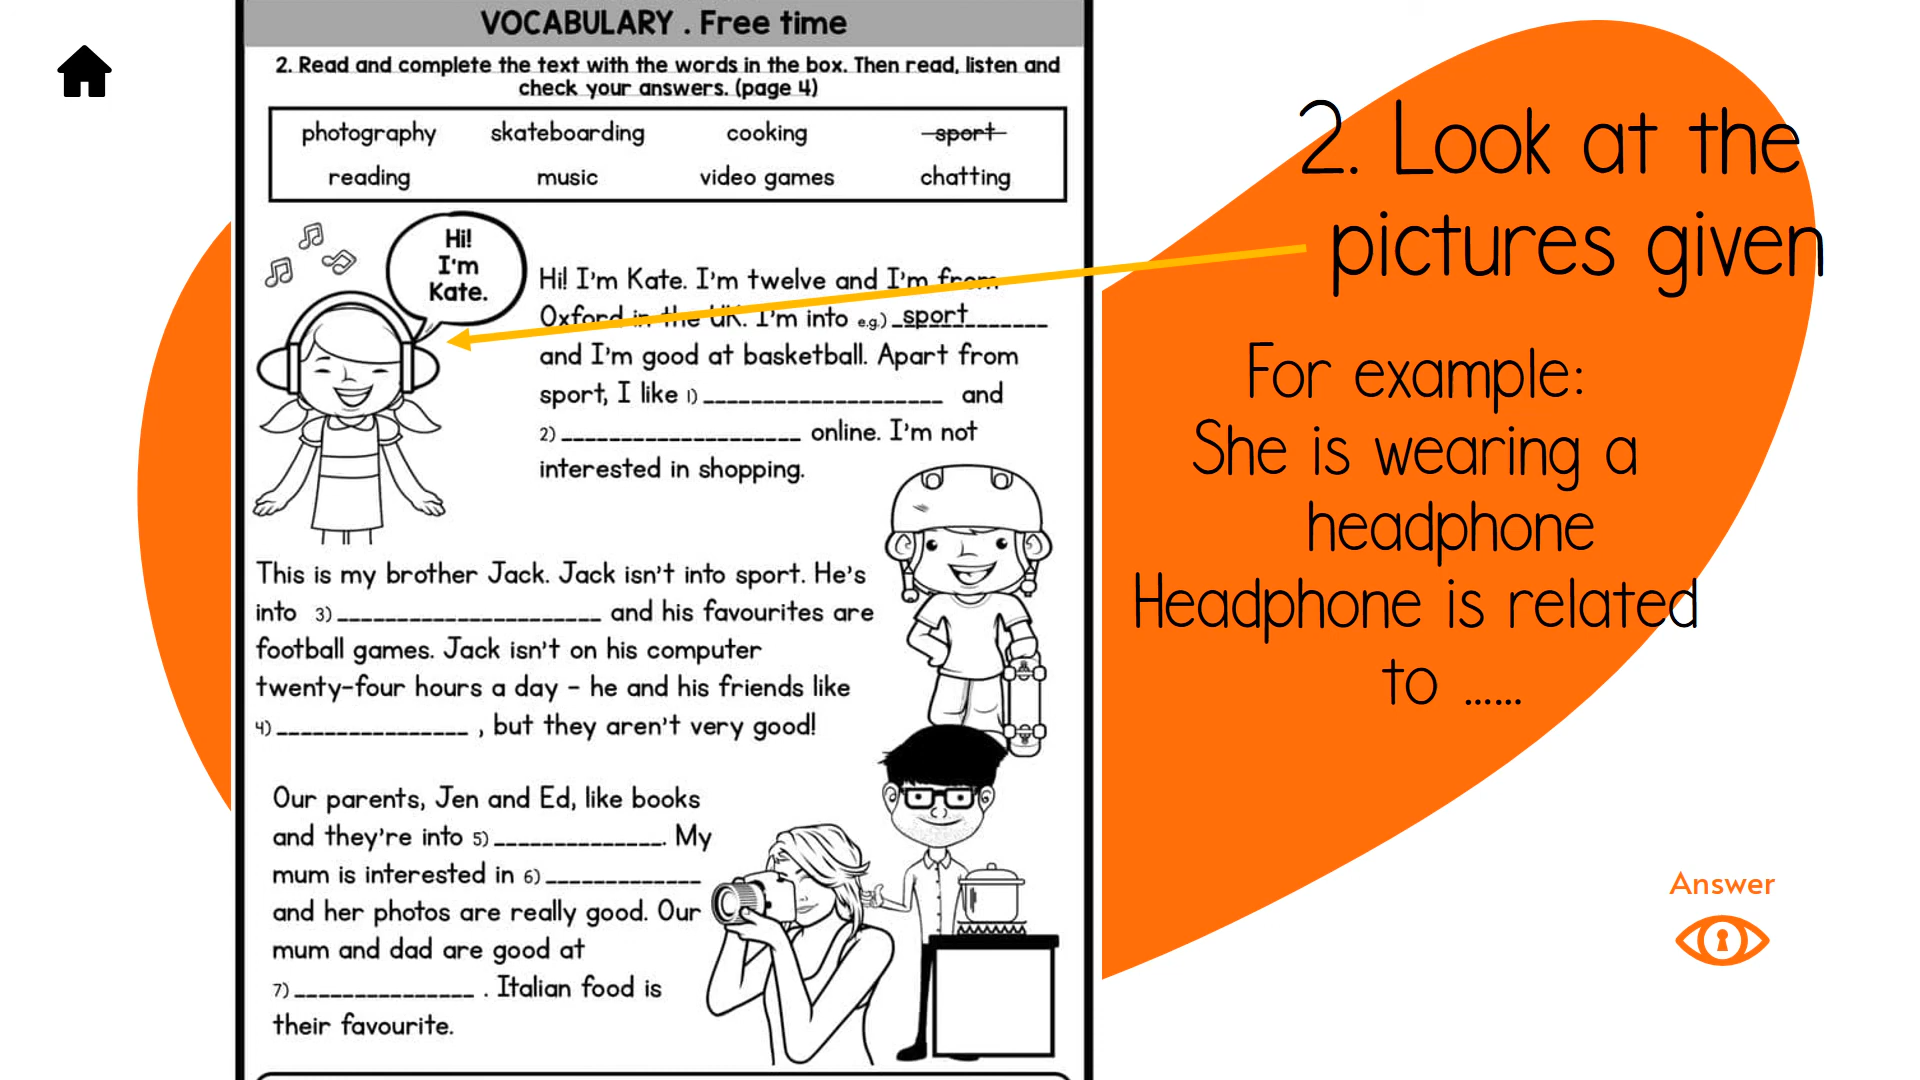 VOCABULARY . Free time
2. Read and complete the text with the words in the box. Then read, listen and
check your answers. (page 4)
photography skateboarding cooking sport
reading music video games chatting
Hi!
I'm
Kate.
Hi! I'm Kate. I'm twelve and I'm from
Oxford in the UK. I'm into e.g.) _sport____________
and I'm good at basketball. Apart from
sport, I like 1) ____________________ and
2) ____________________ online. I'm not
interested in shopping.
This is my brother Jack. Jack isn't into sport. He's
into 3) ______________________ and his favourites are
football games. Jack isn't on his computer
twenty-four hours a day – he and his friends like
4) ________________ , but they aren't very good!
Our parents, Jen and Ed, like books
and they're into 5) ______________. My
mum is interested in 6) _____________
and her photos are really good. Our
mum and dad are good at
7) _______________ . Italian food is
their favourite.
2. Look at the
pictures given
For example:
She is wearing a
headphone
Headphone is related
to ……
Answer